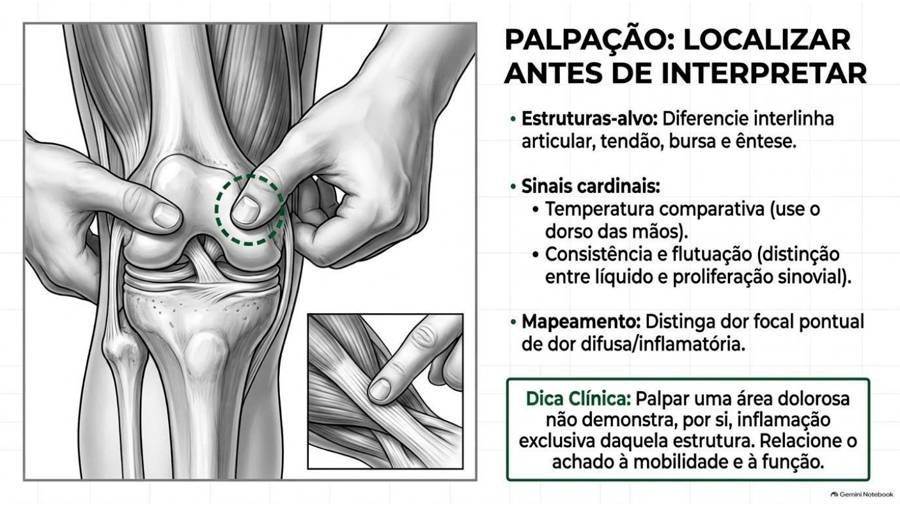 PALPAÇÃO: LOCALIZAR
ANTES DE INTERPRETAR
• Estruturas-alvo: Diferencie interlinha
articular, tendão, bursa e êntese.
• Sinais cardinais:
• Temperatura comparativa (use o
dorso das mãos).
• Consistência e flutuação (distinção
entre líquido e proliferação sinovial).
• Mapeamento: Distinga dor focal pontual
de dor difusa/inflamatória.
Dica Clínica: Palpar uma área dolorosa
não demonstra, por si, inflamação
exclusiva daquela estrutura. Relacione o
achado à mobilidade e à função.
Gemini Notebook